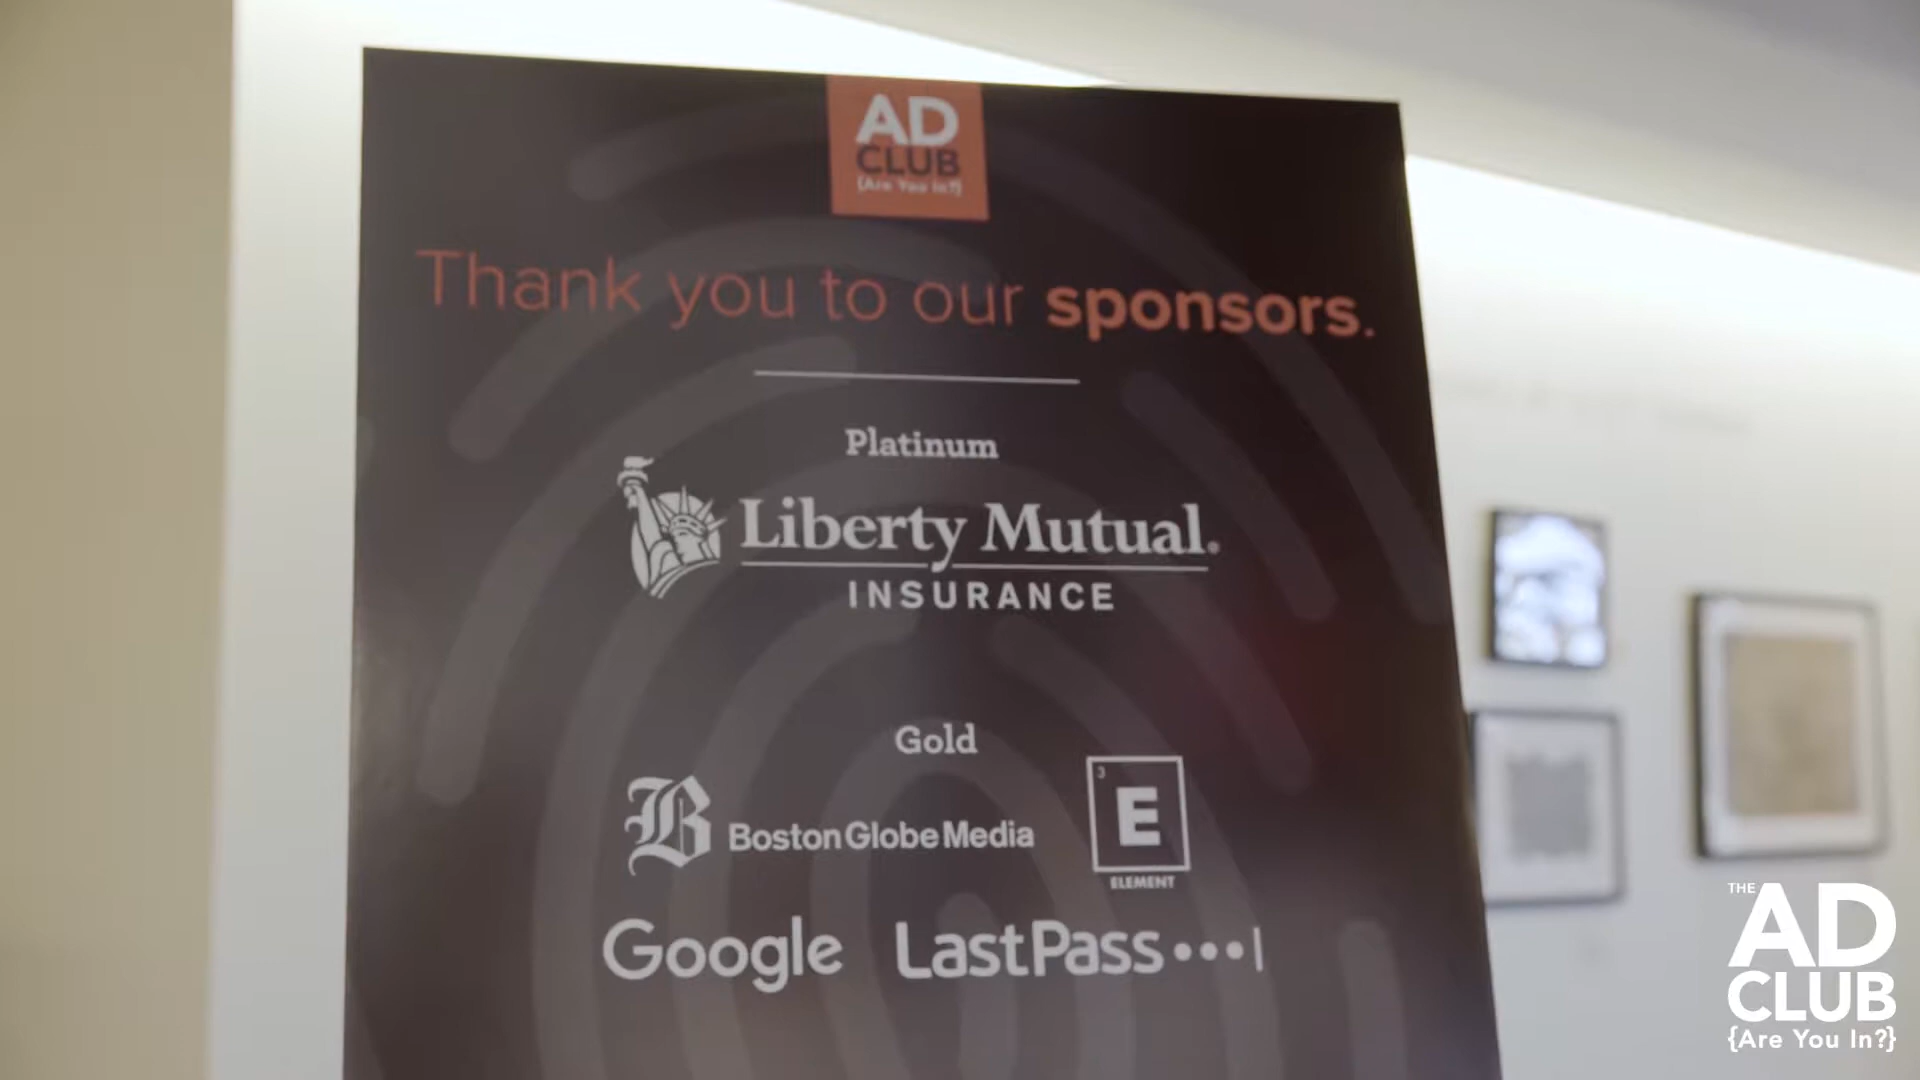 AD
CLUB
{Are You In?}
Thank you to our sponsors.
Platinum
Liberty Mutual®
INSURANCE
Gold
B Boston Globe Media
3
E
ELEMENT
Google LastPass•••|
THE
AD
CLUB
{Are You In?}